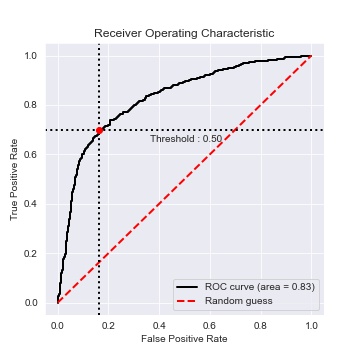 Receiver Operating Characteristic
1.0
0.8
0.6
0.4
0.2
0.0
True Positive Rate
Threshold : 0.50
ROC curve (area = 0.83)
Random guess
0.0 0.2 0.4 0.6 0.8 1.0
False Positive Rate